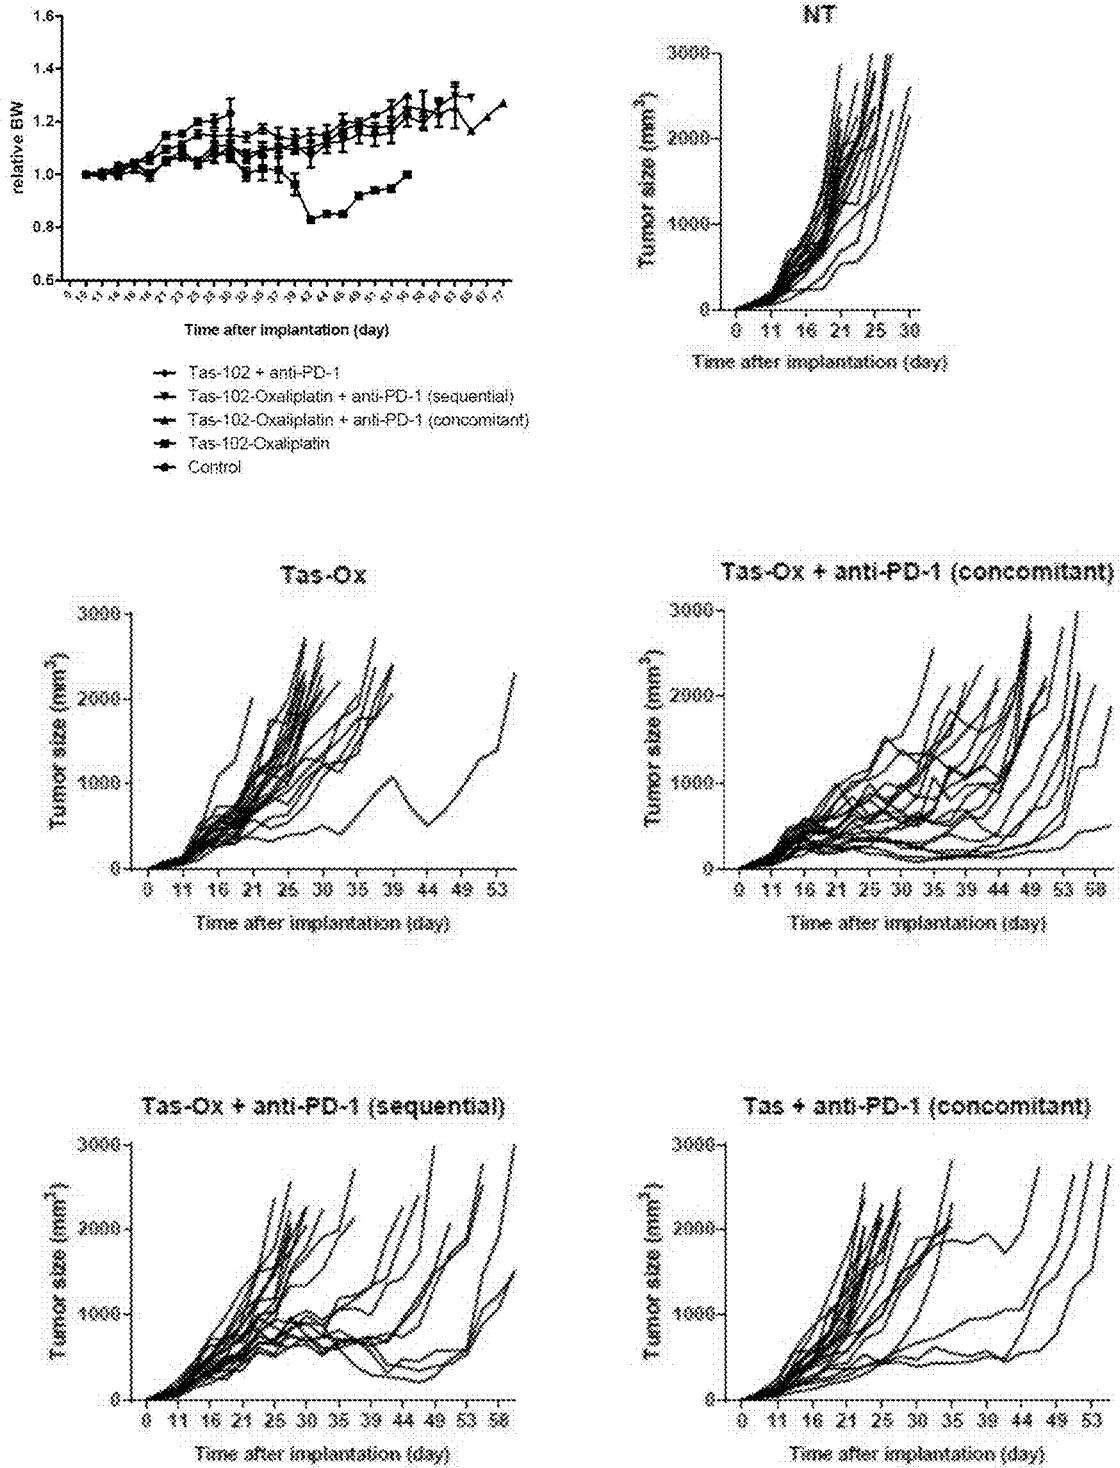 relative BW
1.6
1.4
1.2
1.0
0.8
0.6
Time after implantation (day)
Tas-102 + anti-PD-1
Tas-102-Oxaliplatin + anti-PD-1 (sequential)
Tas-102-Oxaliplatin + anti-PD-1 (concomitant)
Tas-102-Oxaliplatin
Control
NT
Tumor size (mm³)
3000
2000
1000
0
0 11 16 21 25 30
Time after implantation (day)
Tas-Ox
Tumor size (mm³)
3000
2000
1000
0
0 11 16 21 25 30 35 39 44 49 53
Time after implantation (day)
Tas-Ox + anti-PD-1 (concomitant)
Tumor size (mm³)
3000
2000
1000
0
0 11 16 21 25 30 35 39 44 49 53 58
Time after implantation (day)
Tas-Ox + anti-PD-1 (sequential)
Tumor size (mm³)
3000
2000
1000
0
0 11 16 21 25 30 35 39 44 49 53 58
Time after implantation (day)
Tas + anti-PD-1 (concomitant)
Tumor size (mm³)
3000
2000
1000
0
0 11 16 21 25 30 35 39 44 49 53
Time after implantation (day)